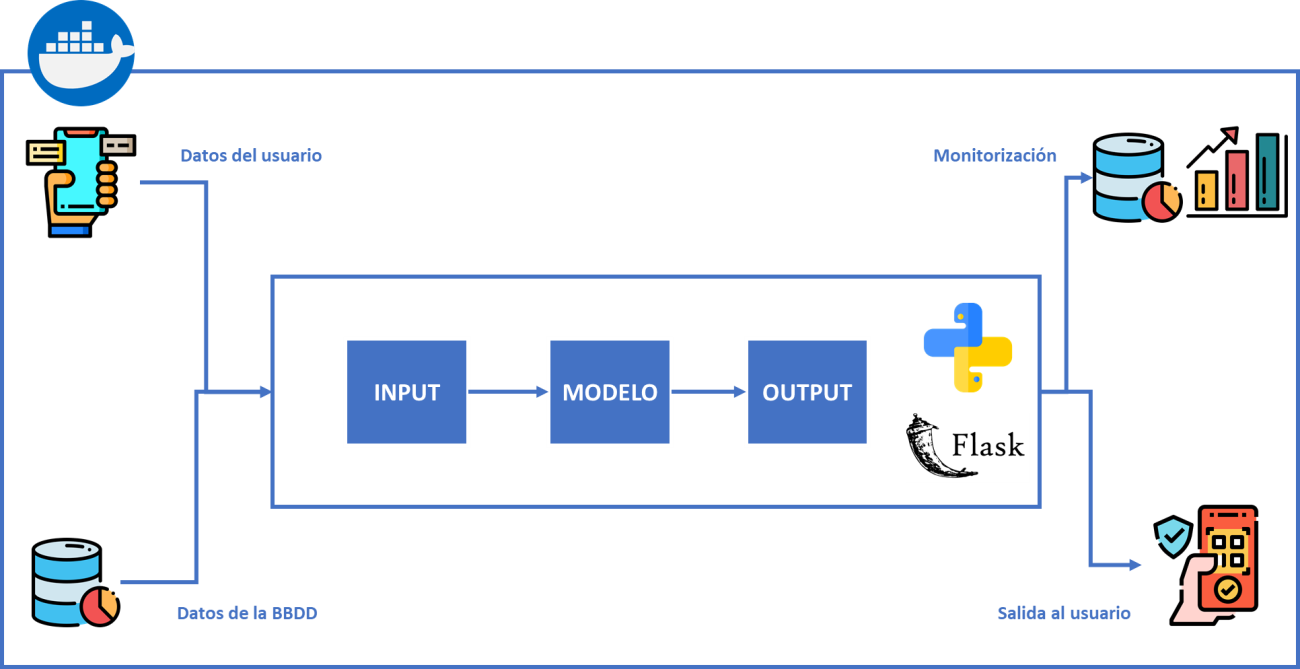 Datos del usuario
Monitorización
INPUT
MODELO
OUTPUT
Flask
Datos de la BBDD
Salida al usuario